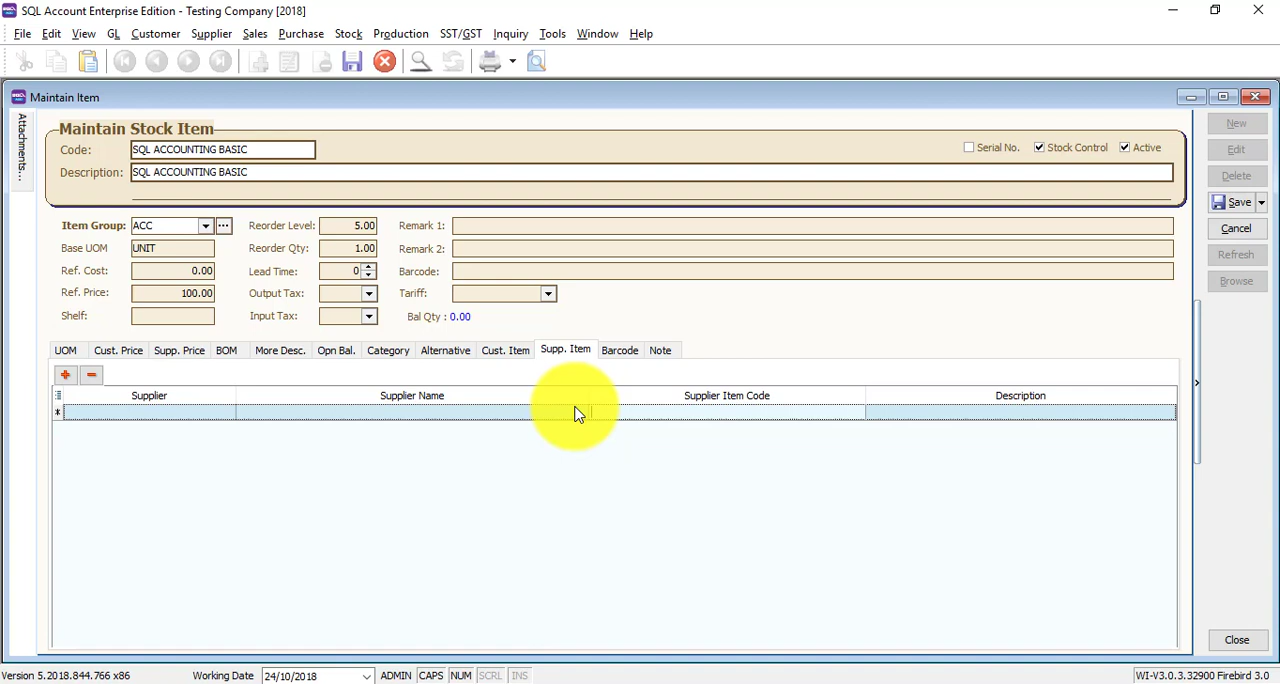 SQL Account Enterprise Edition - Testing Company [2018]
File Edit View GL Customer Supplier Sales Purchase Stock Production SST/GST Inquiry Tools Window Help
Maintain Item
Attachments...
Maintain Stock Item
Code: SQL ACCOUNTING BASIC Serial No. Stock Control Active
Description: SQL ACCOUNTING BASIC
Item Group: ACC Reorder Level: 5.00 Remark 1:
Base UOM UNIT Reorder Qty: 1.00 Remark 2:
Ref. Cost: 0.00 Lead Time: 0 Barcode:
Ref. Price: 100.00 Output Tax: Tariff:
Shelf: Input Tax: Bal Qty : 0.00
UOM Cust. Price Supp. Price BOM More Desc. Opn Bal. Category Alternative Cust. Item Supp. Item Barcode Note
Supplier Supplier Name Supplier Item Code Description
New
Edit
Delete
Save
Cancel
Refresh
Browse
Close
Version 5.2018.844.766 x86 Working Date 24/10/2018 ADMIN CAPS NUM SCRL INS WI-V3.0.3.32900 Firebird 3.0